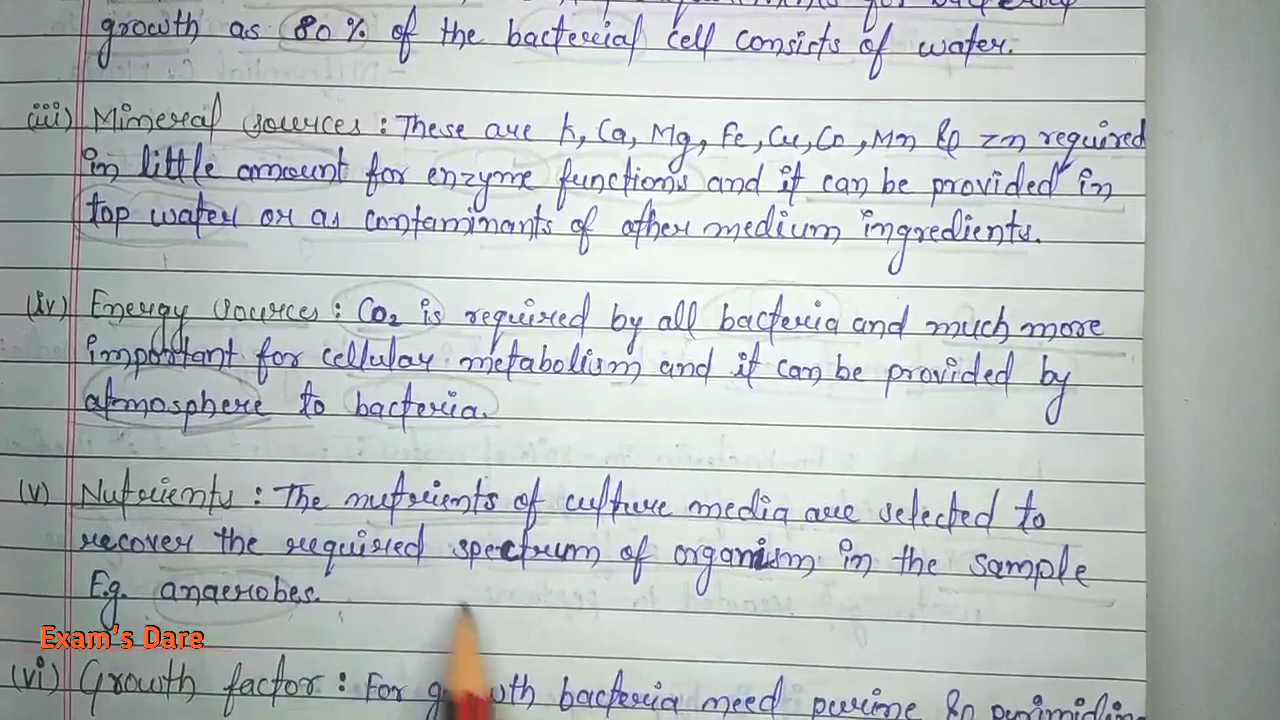 growth as 80% of the bacterial cell consists of water.
(iii) Mineral sources : These are K, Ca, Mg, Fe, Cu, Co, Mn & Zn required
in little amount for enzyme functions and it can be provided in
top water or as contaminants of other medium ingredients.
(iv) Energy sources : Co₂ is required by all bacteria and much more
important for cellular metabolism and it can be provided by
atmosphere to bacteria.
(v) Nutrients : The nutrients of culture media are selected to
recover the required spectrum of organism in the sample
Eg. anaerobes.
Exam's Dare
(vi) Growth factor : For growth bacteria need purine &